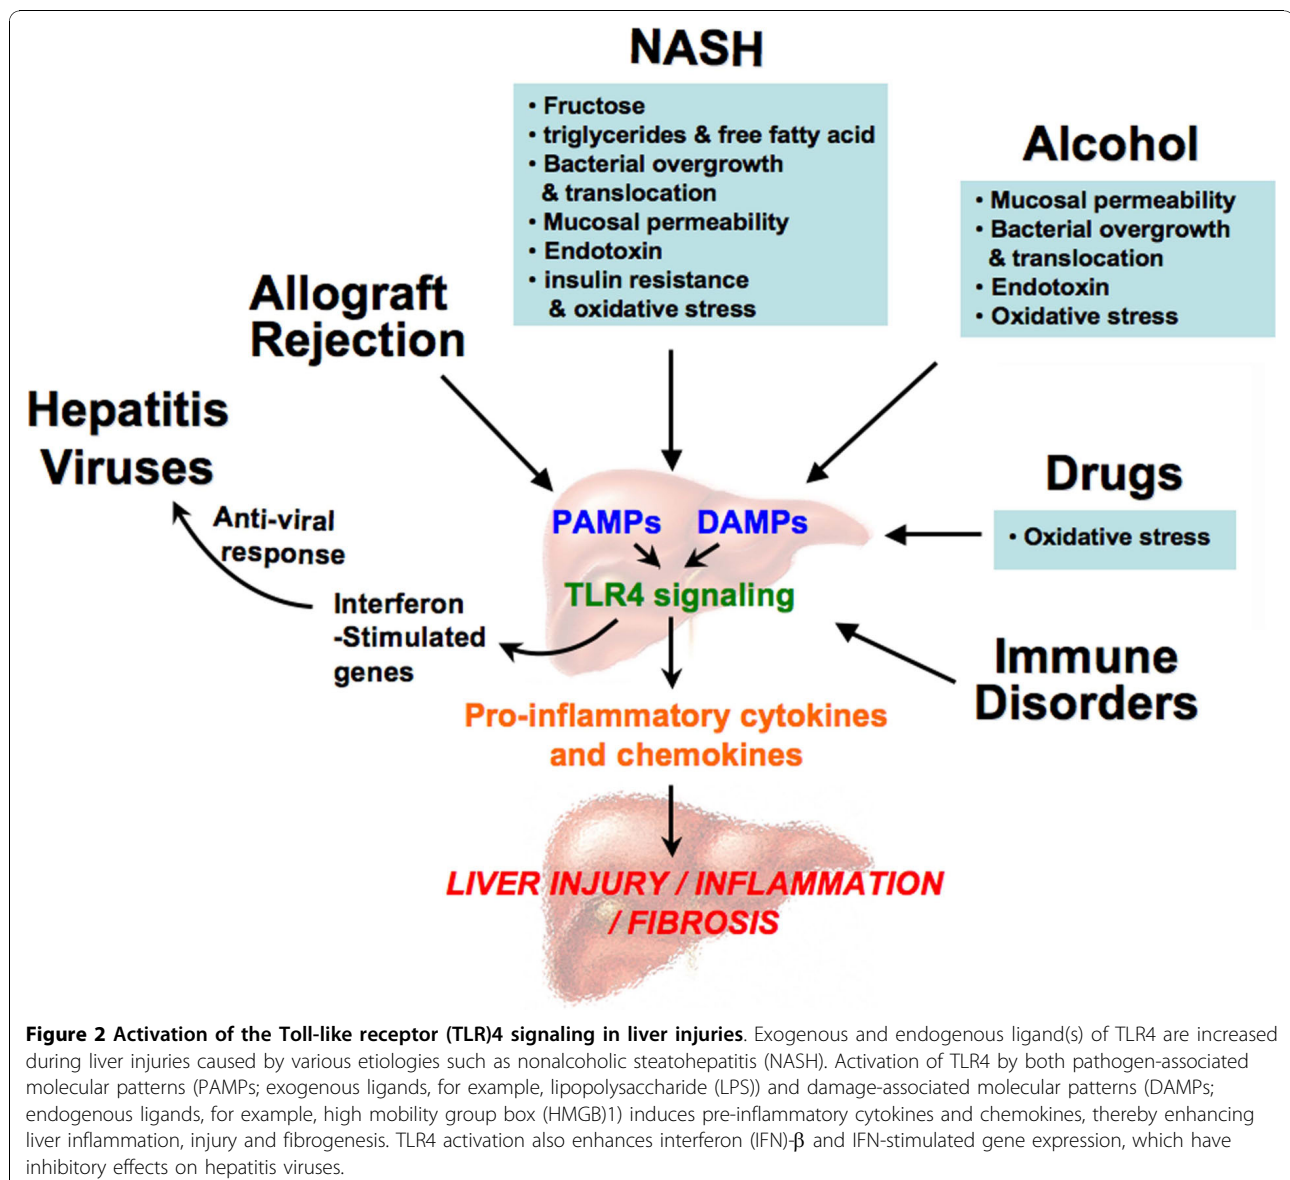 NASH
• Fructose
• triglycerides & free fatty acid
• Bacterial overgrowth
& translocation
• Mucosal permeability
• Endotoxin
• insulin resistance
& oxidative stress
Alcohol
• Mucosal permeability
• Bacterial overgrowth
& translocation
• Endotoxin
• Oxidative stress
Allograft
Rejection
Hepatitis
Viruses
Anti-viral
response
Interferon
-Stimulated
genes
PAMPs DAMPs
TLR4 signaling
Drugs
• Oxidative stress
Immune
Disorders
Pro-inflammatory cytokines
and chemokines
LIVER INJURY / INFLAMMATION
/ FIBROSIS
Figure 2 Activation of the Toll-like receptor (TLR)4 signaling in liver injuries. Exogenous and endogenous ligand(s) of TLR4 are increased
during liver injuries caused by various etiologies such as nonalcoholic steatohepatitis (NASH). Activation of TLR4 by both pathogen-associated
molecular patterns (PAMPs; exogenous ligands, for example, lipopolysaccharide (LPS)) and damage-associated molecular patterns (DAMPs;
endogenous ligands, for example, high mobility group box (HMGB)1) induces pre-inflammatory cytokines and chemokines, thereby enhancing
liver inflammation, injury and fibrogenesis. TLR4 activation also enhances interferon (IFN)-β and IFN-stimulated gene expression, which have
inhibitory effects on hepatitis viruses.